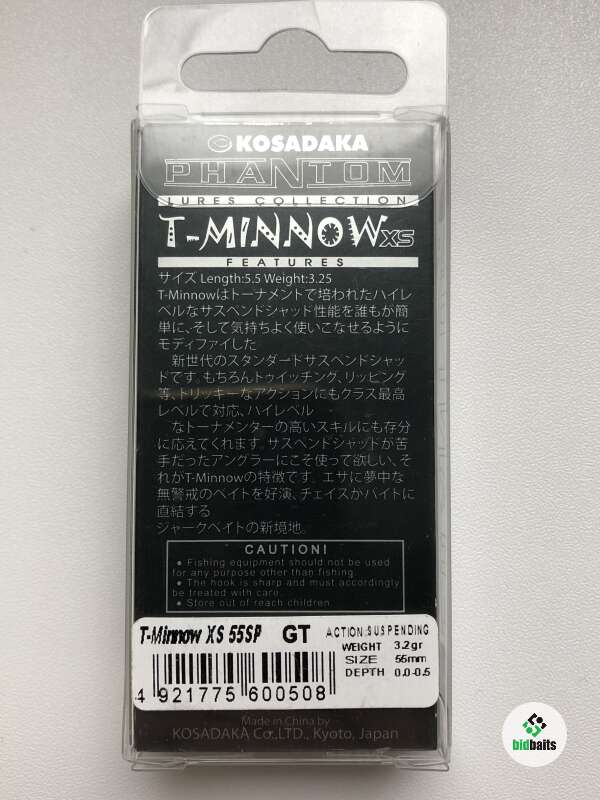 KOSADAKA
PHANTOM
LURES COLLECTION
T-MINNOW XS
FEATURES
サイズ Length:5.5 Weight:3.25
T-Minnowはトーナメントで培われたハイレ
ベルなサスペンドシャッド性能を誰もか簡
単に、そして気持ちよく使いこなせるように
モディファイした
新世代のスタンダードサスペンドシャッ
ドです。もちろんトゥイッチング、リッピング
等、トリッキーなアクションにもクラス最高
レベルで対応、ハイレベル
なトーナメンターの高いスキルにも存分
に応えてくれます。サスペンドシャッドが苦
手だったアングラーにこそ使って欲しい、そ
れがT-Minnowの特徴です。エサに夢中な
無警戒のベイトを好演、チェイスがバイトに
直結する
ジャークベイトの新境地。
CAUTION!
● Fishing equipment should not be used
for any purpose other than fishing.
● The hook is sharp and must accordingly
be treated with care.
● Store out of reach children.
T-Minnow XS 55SP GT ACTION:SUSPENDING
WEIGHT 3.2gr
SIZE 55mm
DEPTH 0.0-0.5
4 921775 600508
Made in China by
KOSADAKA Co.,LTD., Kyoto, Japan
bidbaits